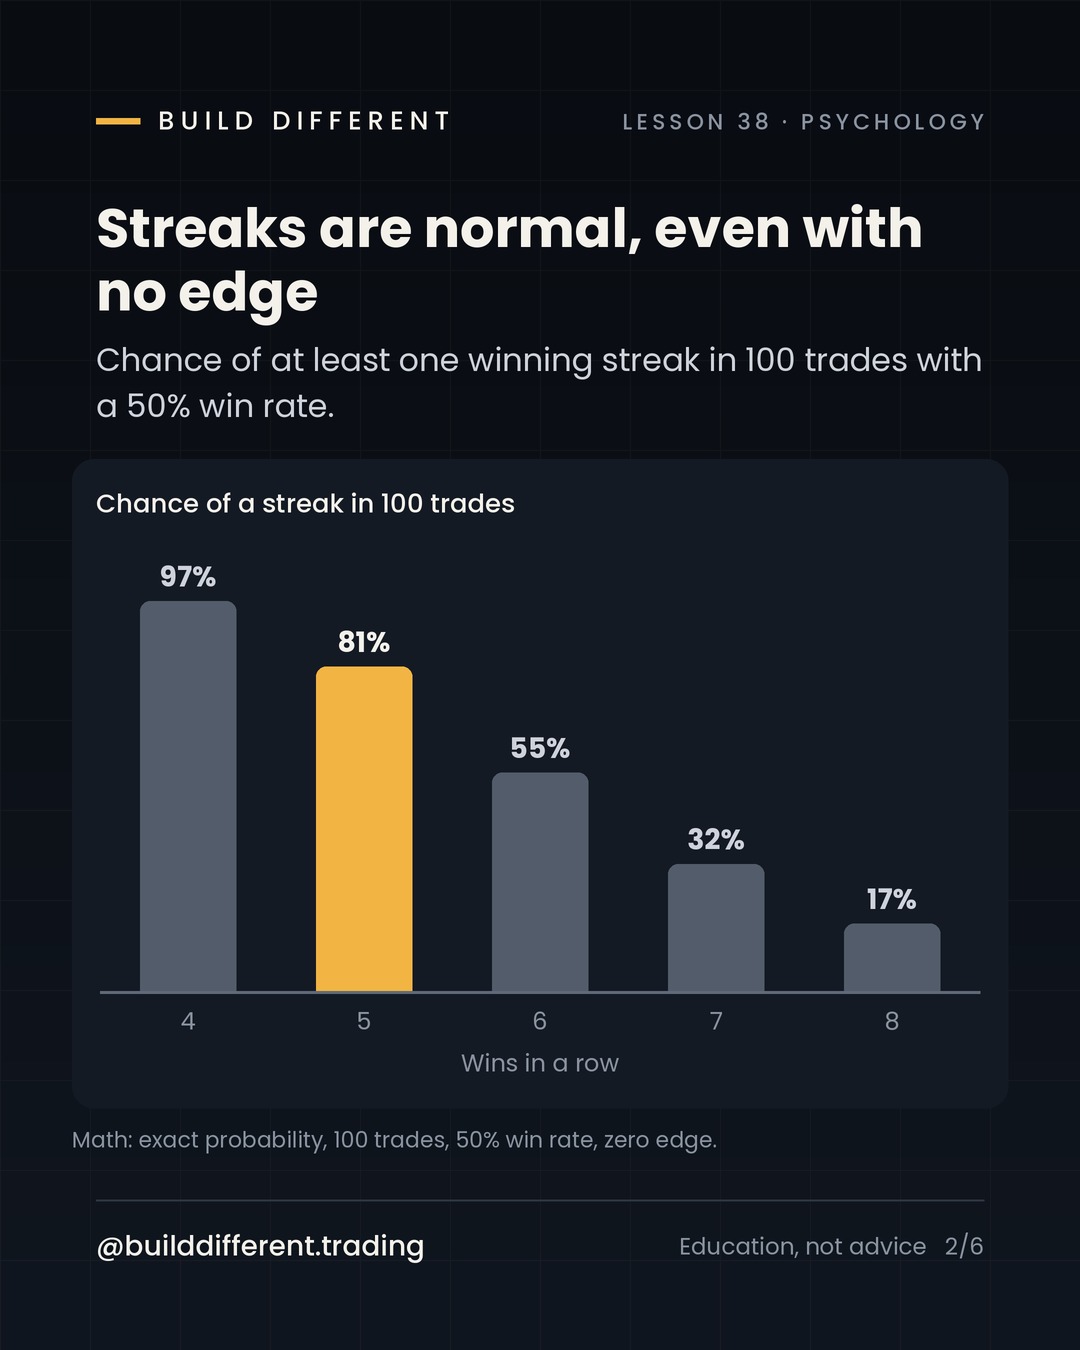 BUILD DIFFERENT
LESSON 38 · PSYCHOLOGY
Streaks are normal, even with
no edge
Chance of at least one winning streak in 100 trades with
a 50% win rate.
Chance of a streak in 100 trades
97%
81%
55%
32%
17%
4
5
6
7
8
Wins in a row
Math: exact probability, 100 trades, 50% win rate, zero edge.
@builddifferent.trading
Education, not advice 2/6